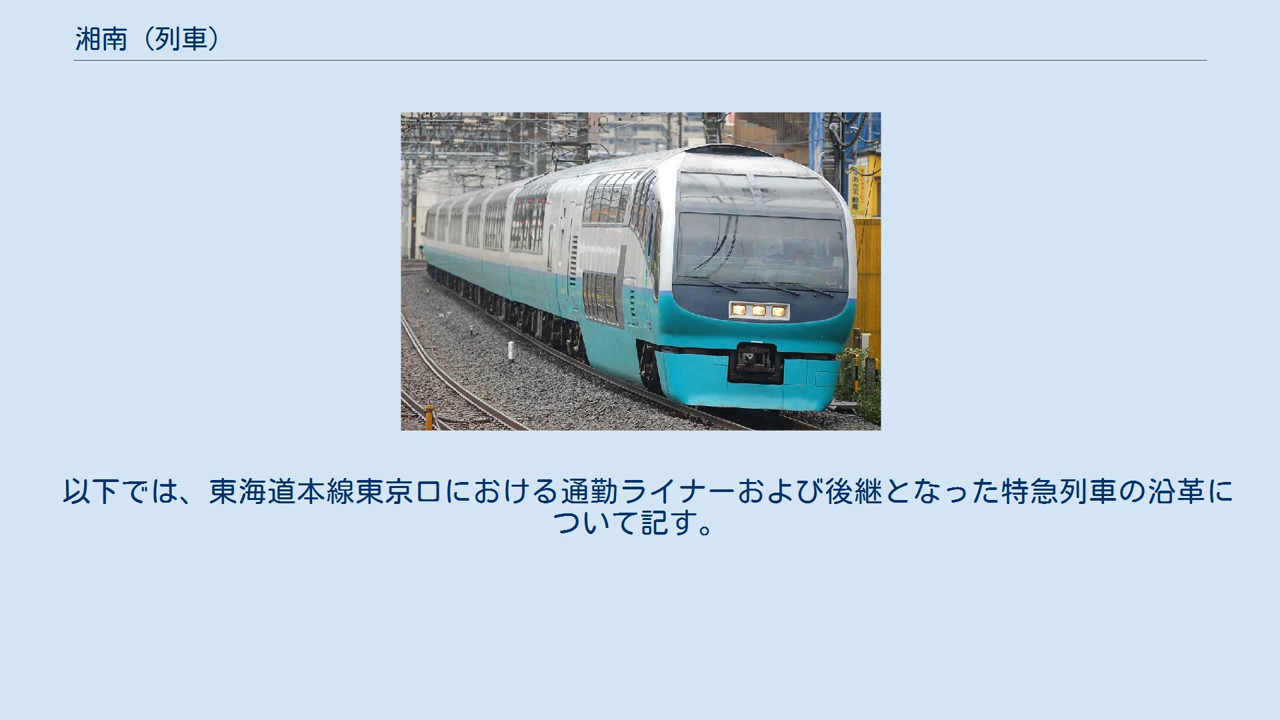 湘南（列車）
以下では、東海道本線東京口における通勤ライナーおよび後継となった特急列車の沿革に
ついて記す。